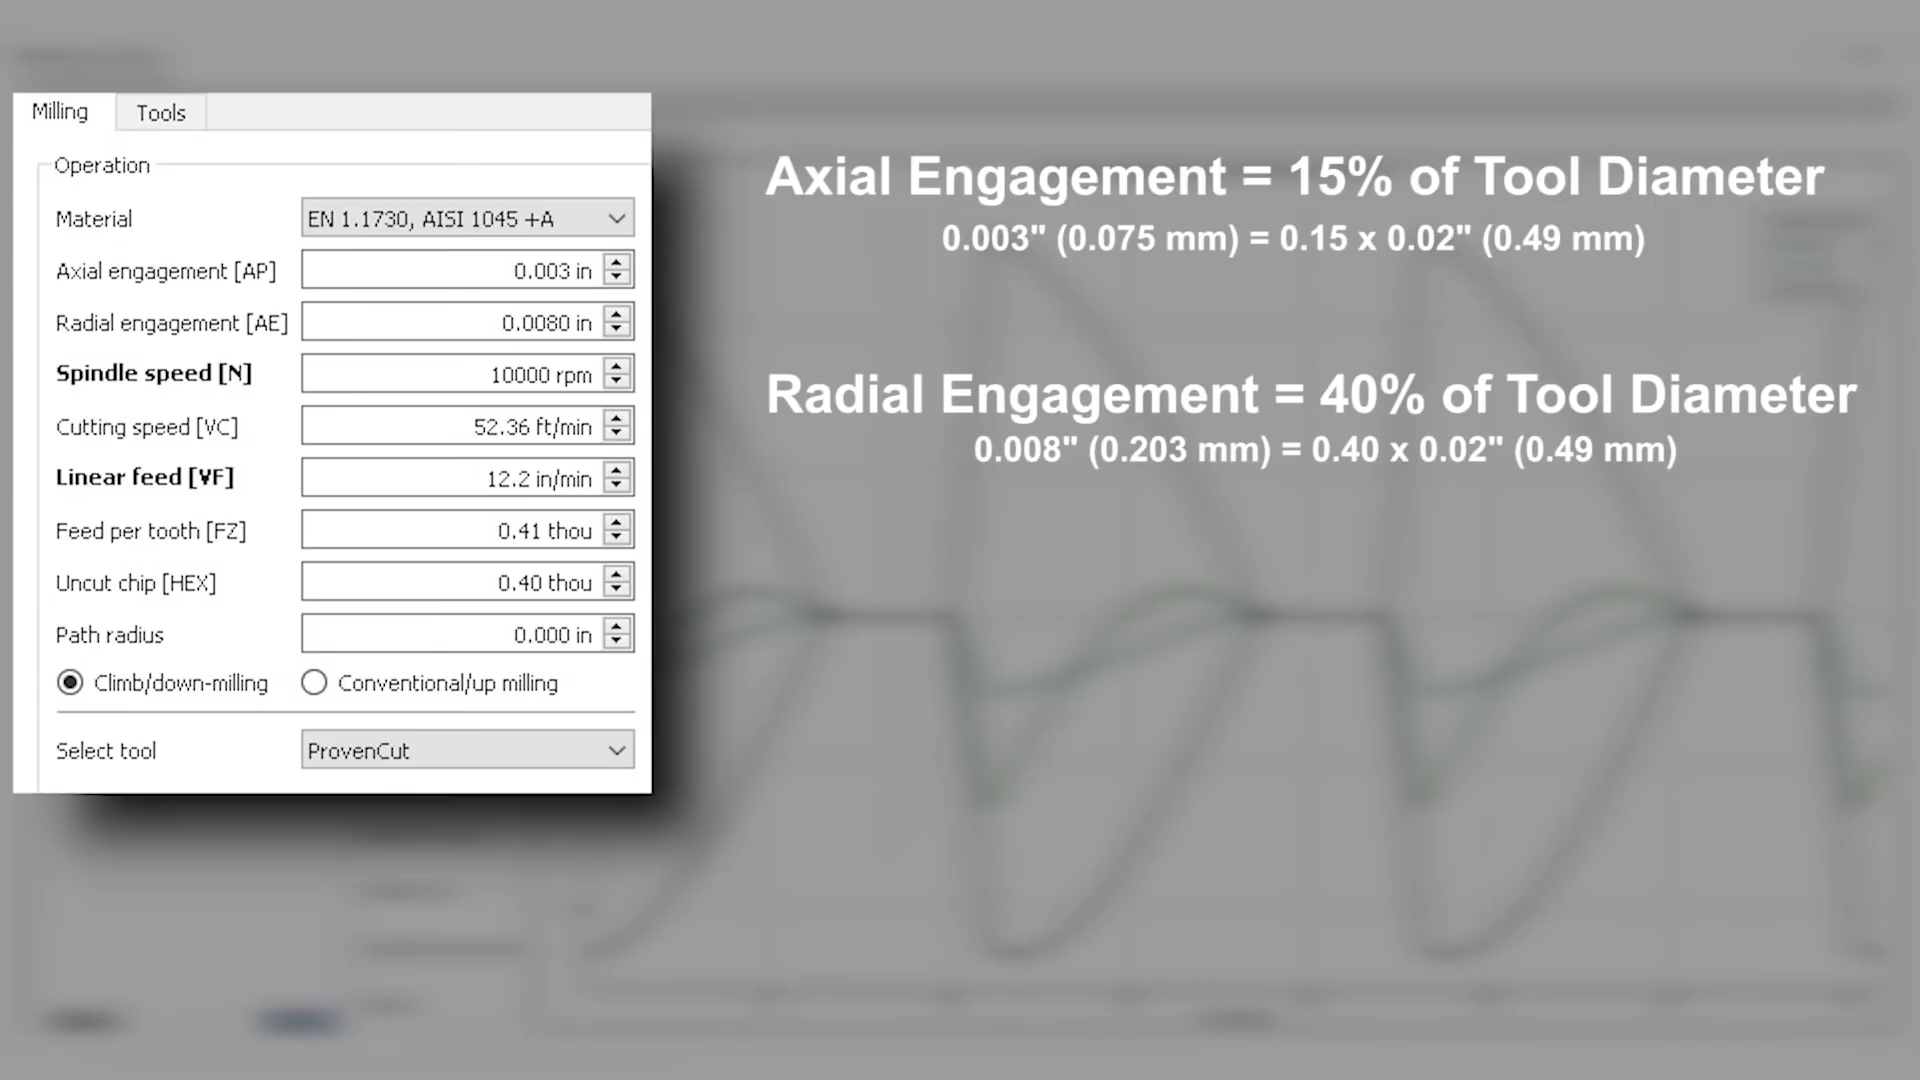 Milling
Tools
Operation
Material
EN 1.1730, AISI 1045 +A
Axial engagement [AP]
0.003 in
Radial engagement [AE]
0.0080 in
Spindle speed [N]
10000 rpm
Cutting speed [VC]
52.36 ft/min
Linear feed [VF]
12.2 in/min
Feed per tooth [FZ]
0.41 thou
Uncut chip [HEX]
0.40 thou
Path radius
0.000 in
Climb/down-milling
Conventional/up milling
Select tool
ProvenCut
Axial Engagement = 15% of Tool Diameter
0.003" (0.075 mm) = 0.15 x 0.02" (0.49 mm)
Radial Engagement = 40% of Tool Diameter
0.008" (0.203 mm) = 0.40 x 0.02" (0.49 mm)